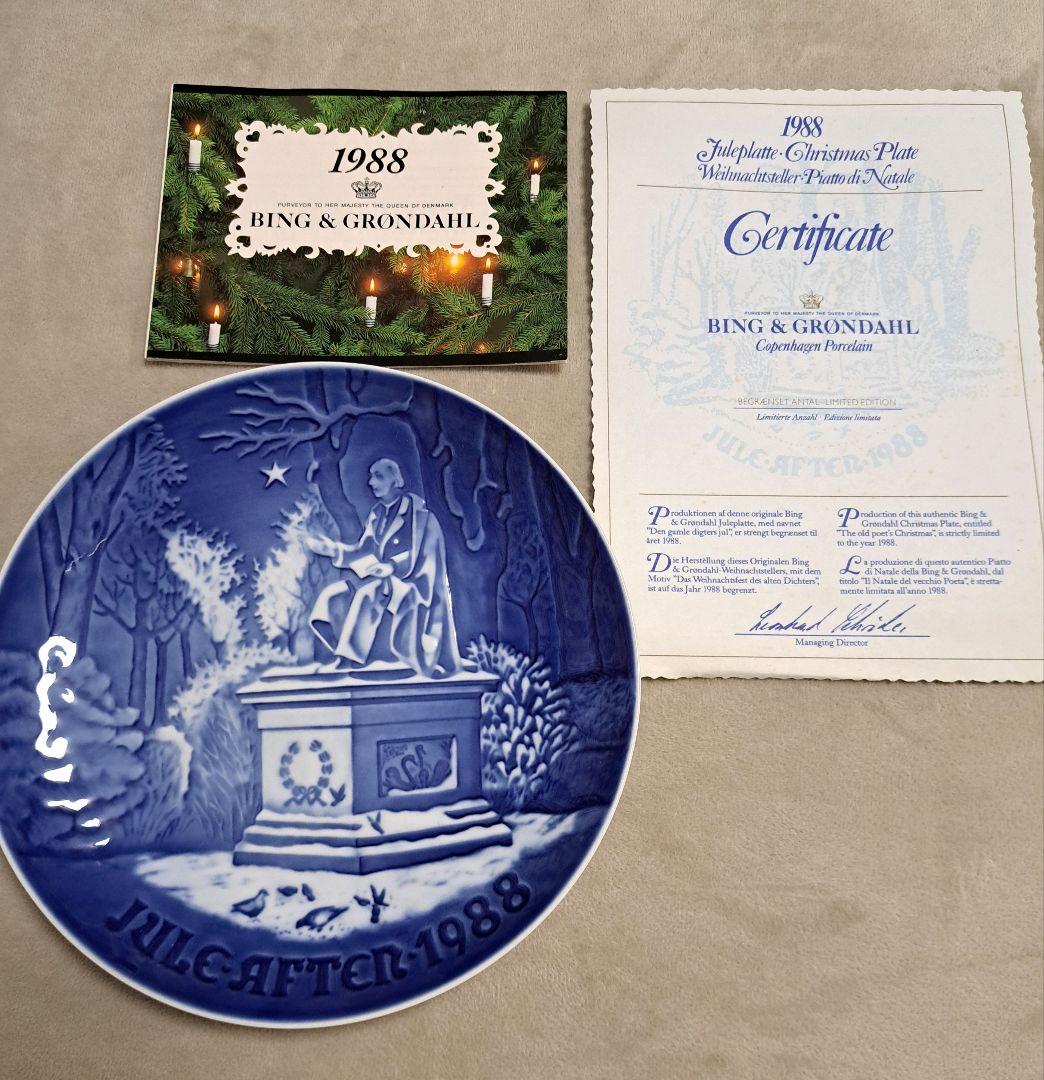 1988
PURVEYOR TO HER MAJESTY THE QUEEN OF DENMARK
BING & GRØNDAHL
1988
Juleplatte · Christmas Plate
Weihnachtsteller · Piatto di Natale
Certificate
PURVEYOR TO HER MAJESTY THE QUEEN OF DENMARK
BING & GRØNDAHL
Copenhagen Porcelain
BEGRÆNSET ANTAL · LIMITED EDITION
Limitierte Anzahl · Edizione limitata
JULE·AFTEN·1988
Produktionen af denne originale Bing
& Grøndahl Juleplatte, med navnet
"Den gamle digters jul", er strengt begrænset til
året 1988.
Production of this authentic Bing &
Grøndahl Christmas Plate, entitled
"The old poet's Christmas", is strictly limited
to the year 1988.
Die Herstellung dieses Originalen Bing
& Grøndahl-Weihnachtstellers, mit dem
Motiv "Das Weihnachtsfest des alten Dichters",
ist auf das Jahr 1988 begrenzt.
La produzione di questo autentico Piatto
di Natale della Bing & Grøndahl, dal
titolo "Il Natale del vecchio Poeta", è stretta-
mente limitata all'anno 1988.
Managing Director
JULE·AFTEN·1988